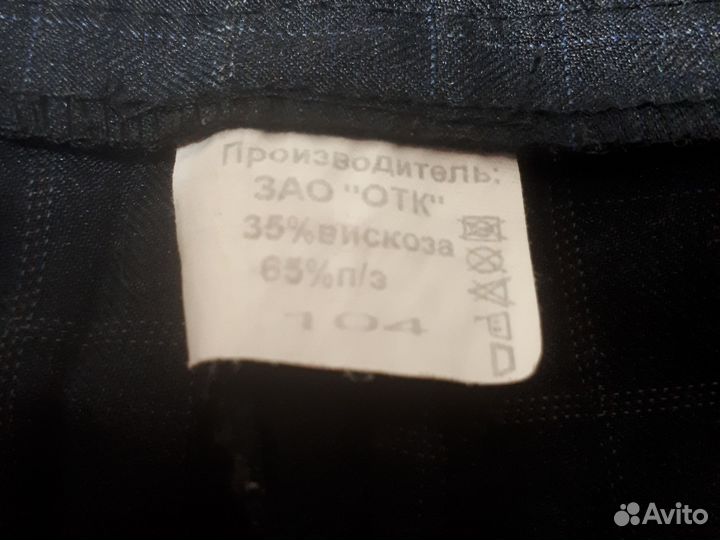 Производитель:
ЗАО "ОТК"
35%вискоза
65%п/э
104
Avito